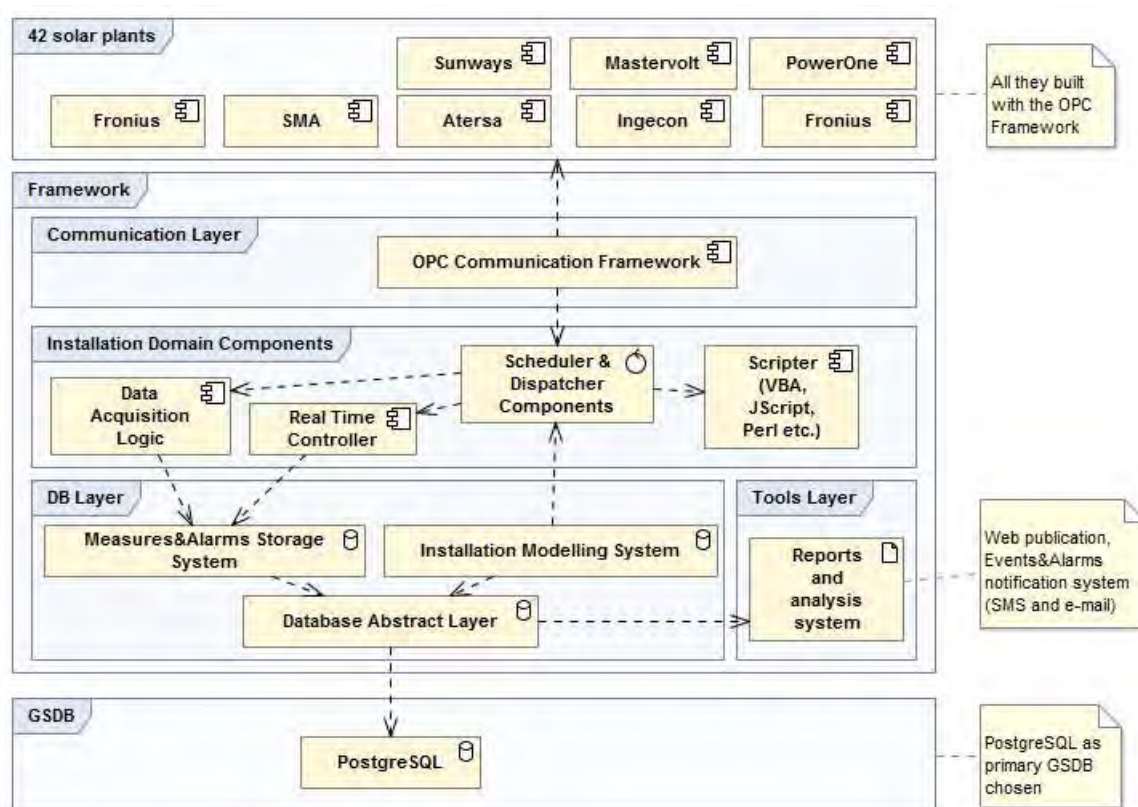 42 solar plants
Sunways
Mastervolt
PowerOne
Fronius
SMA
Atersa
Ingecon
Fronius
All they built
with the OPC
Framework
Framework
Communication Layer
OPC Communication Framework
Installation Domain Components
Data
Acquisition
Logic
Real Time
Controller
Scheduler &
Dispatcher
Components
Scripter
(VBA,
JScript,
Perl etc.)
DB Layer
Measures&Alarms Storage
System
Installation Modelling System
Database Abstract Layer
Tools Layer
Reports
and
analysis
system
Web publication,
Events&Alarms
notification system
(SMS and e-mail)
GSDB
PostgreSQL
PostgreSQL as
primary GSDB
chosen